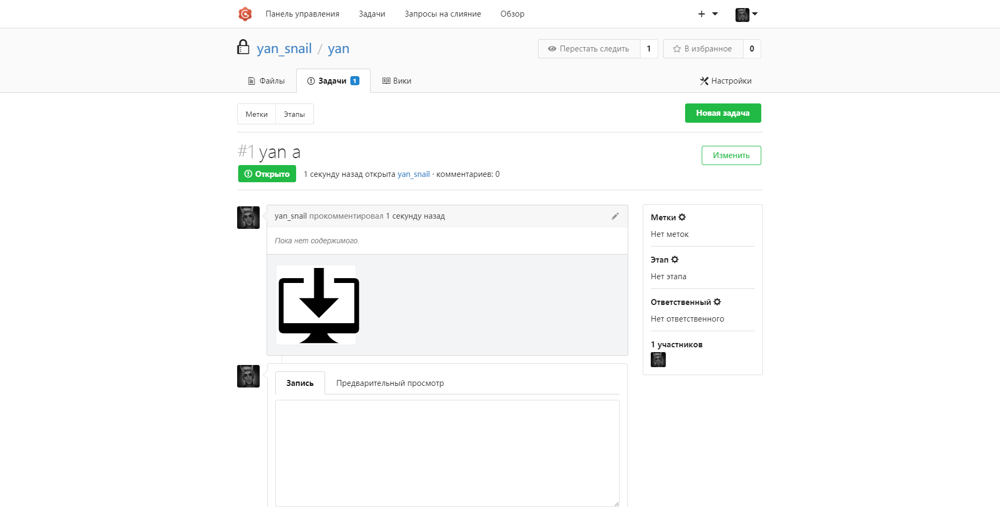 Панель управления Задачи Запросы на слияние Обзор
yan_snail / yan Перестать следить 1 В избранное 0
Файлы Задачи 1 Вики Настройки
Метки Этапы Новая задача
#1 yan a Изменить
Открыто 1 секунду назад открыта yan_snail · комментариев: 0
yan_snail прокомментировал 1 секунду назад
Пока нет содержимого.
Метки
Нет меток
Этап
Нет этапа
Ответственный
Нет ответственного
1 участников
Запись Предварительный просмотр